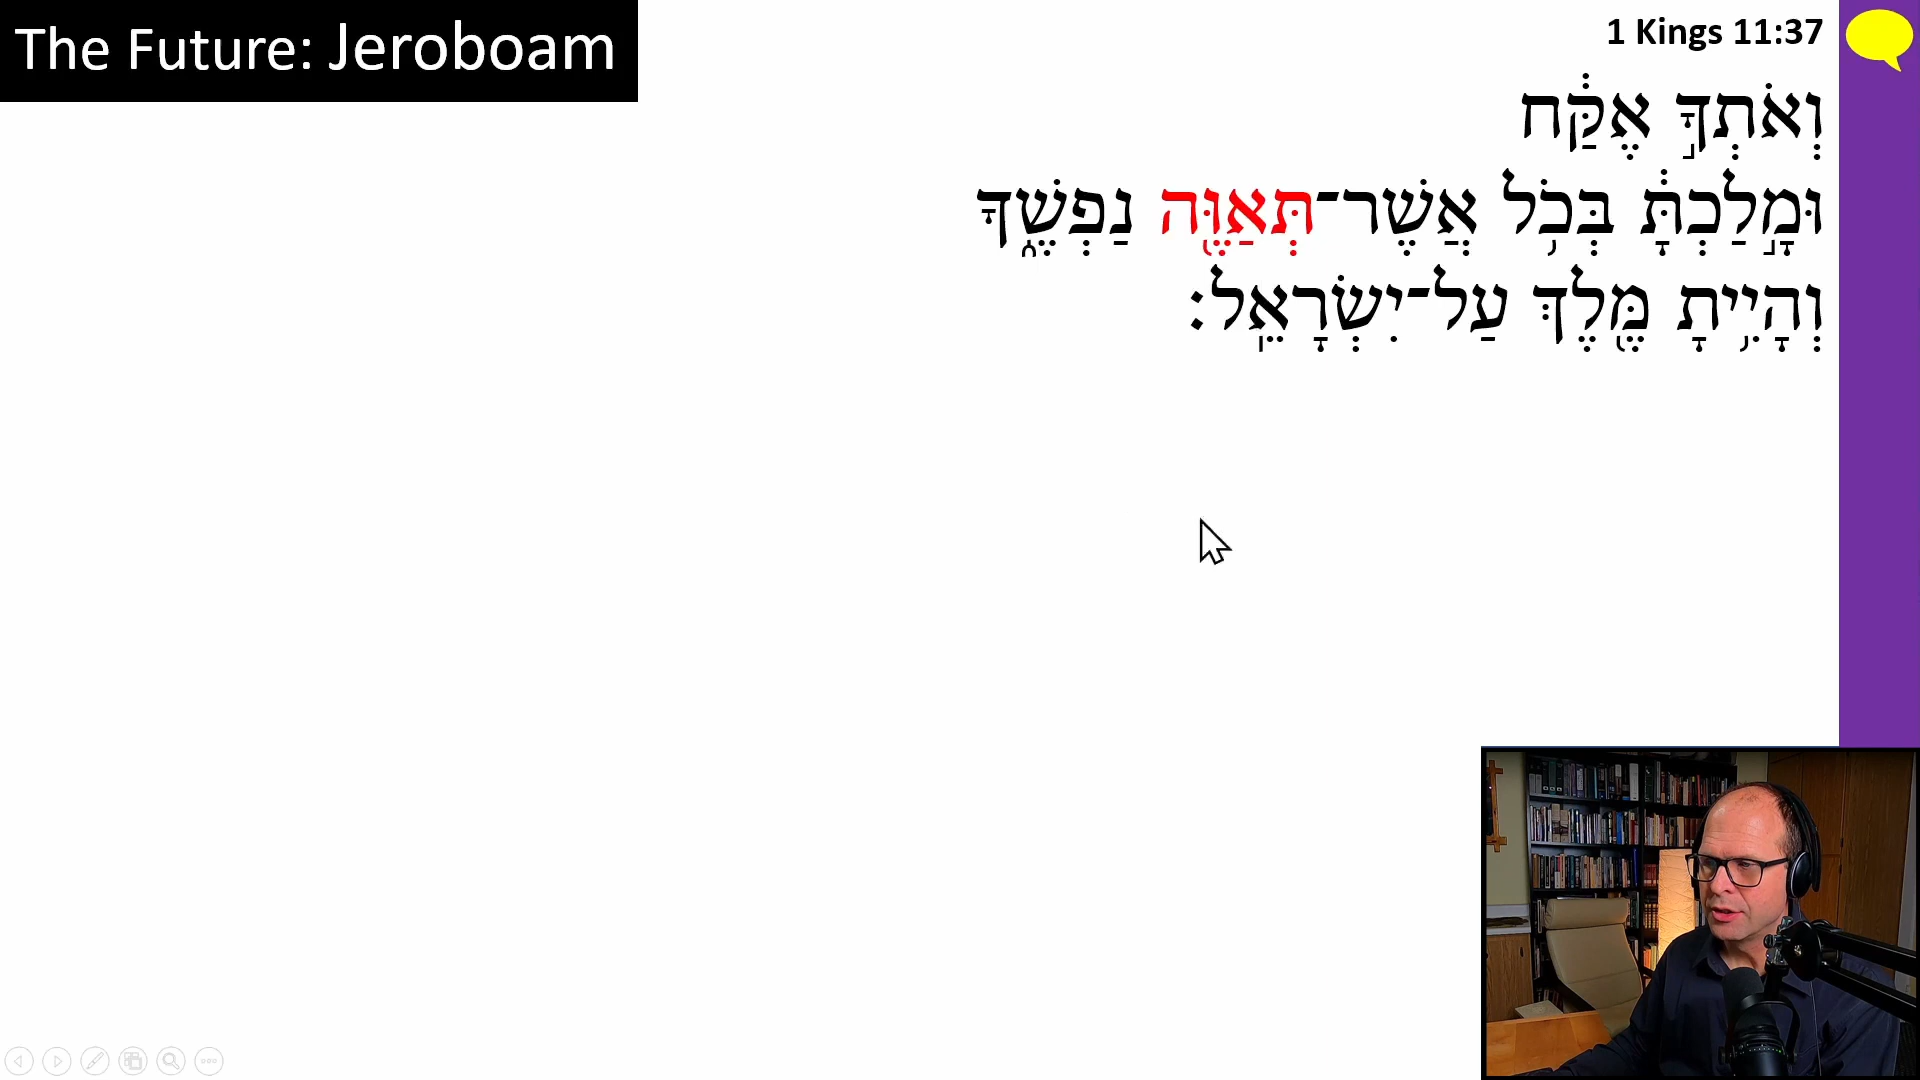 The Future: Jeroboam
1 Kings 11:37
וְאֹתְךָ֣ אֶקַּ֔ח
וּמָ֣לַכְתָּ֔ בְּכֹ֥ל אֲשֶׁר־תְּאַוֶּ֖ה נַפְשֶׁ֑ךָ
וְהָיִ֥יתָ מֶּ֖לֶךְ עַל־יִשְׂרָאֵֽל׃